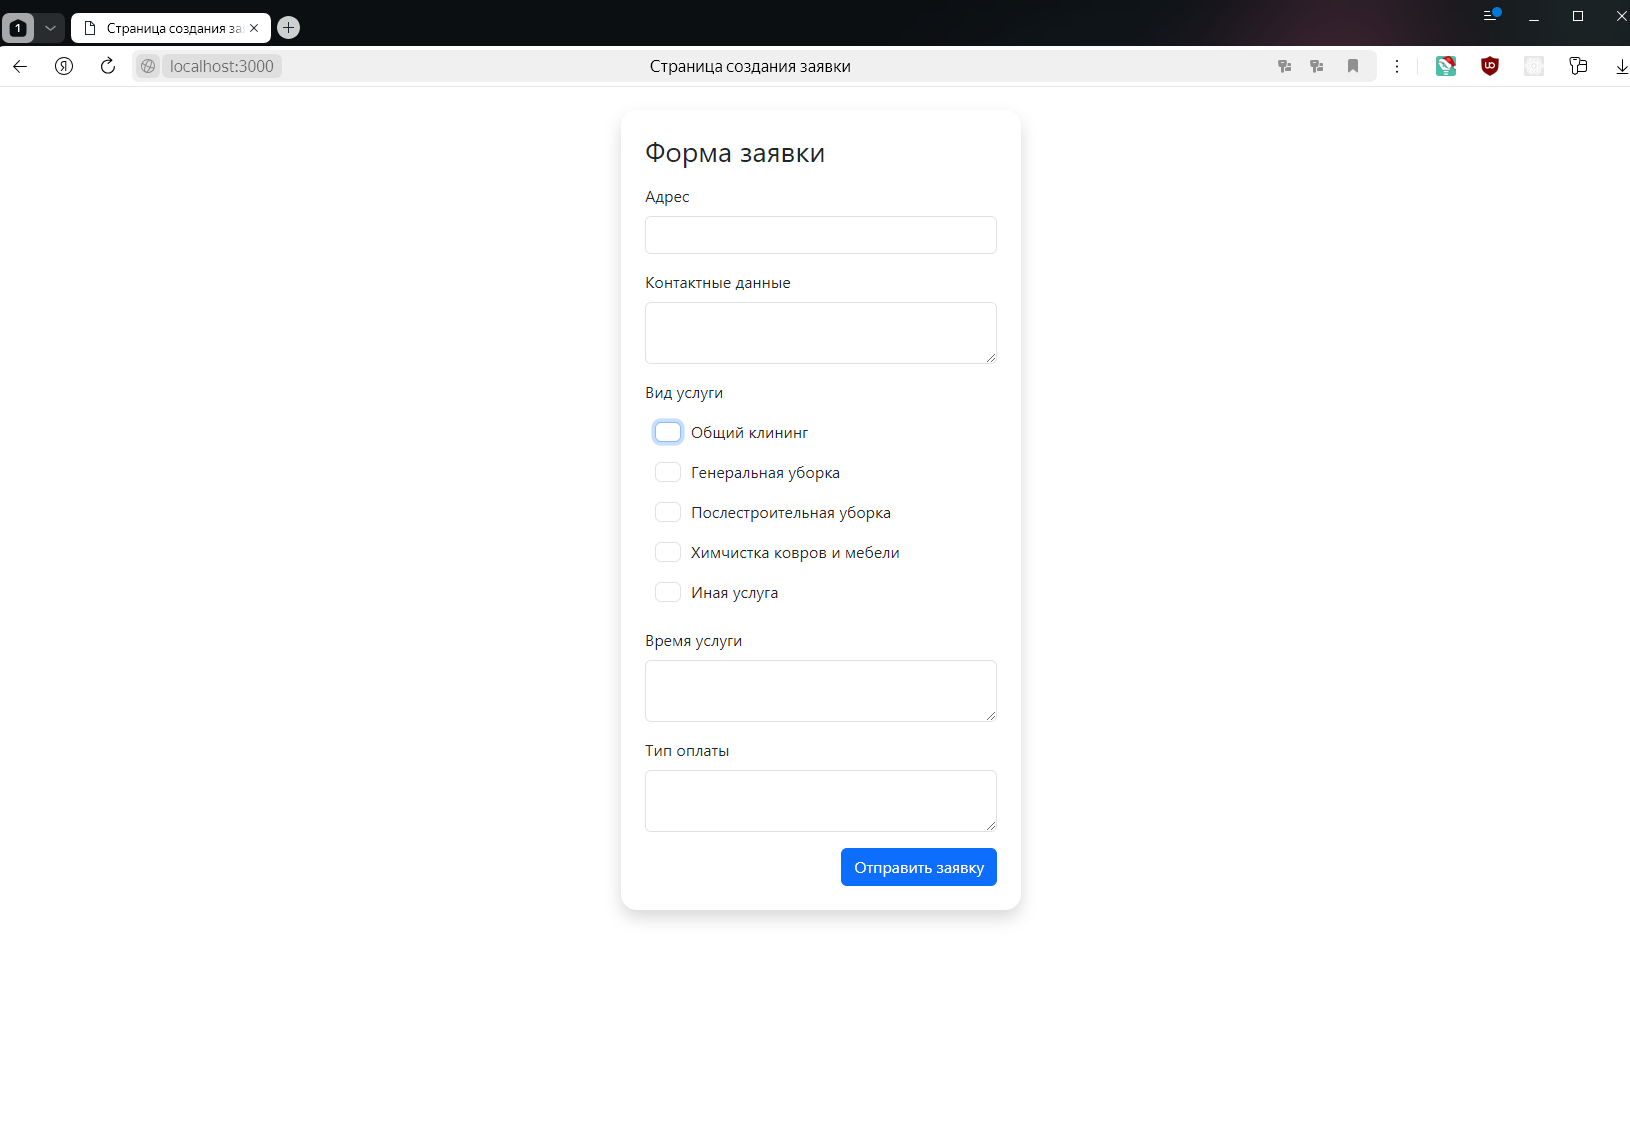 1
Страница создания за
Я
localhost:3000
Страница создания заявки
Форма заявки
Адрес
Контактные данные
Вид услуги
Общий клининг
Генеральная уборка
Послестроительная уборка
Химчистка ковров и мебели
Иная услуга
Время услуги
Тип оплаты
Отправить заявку